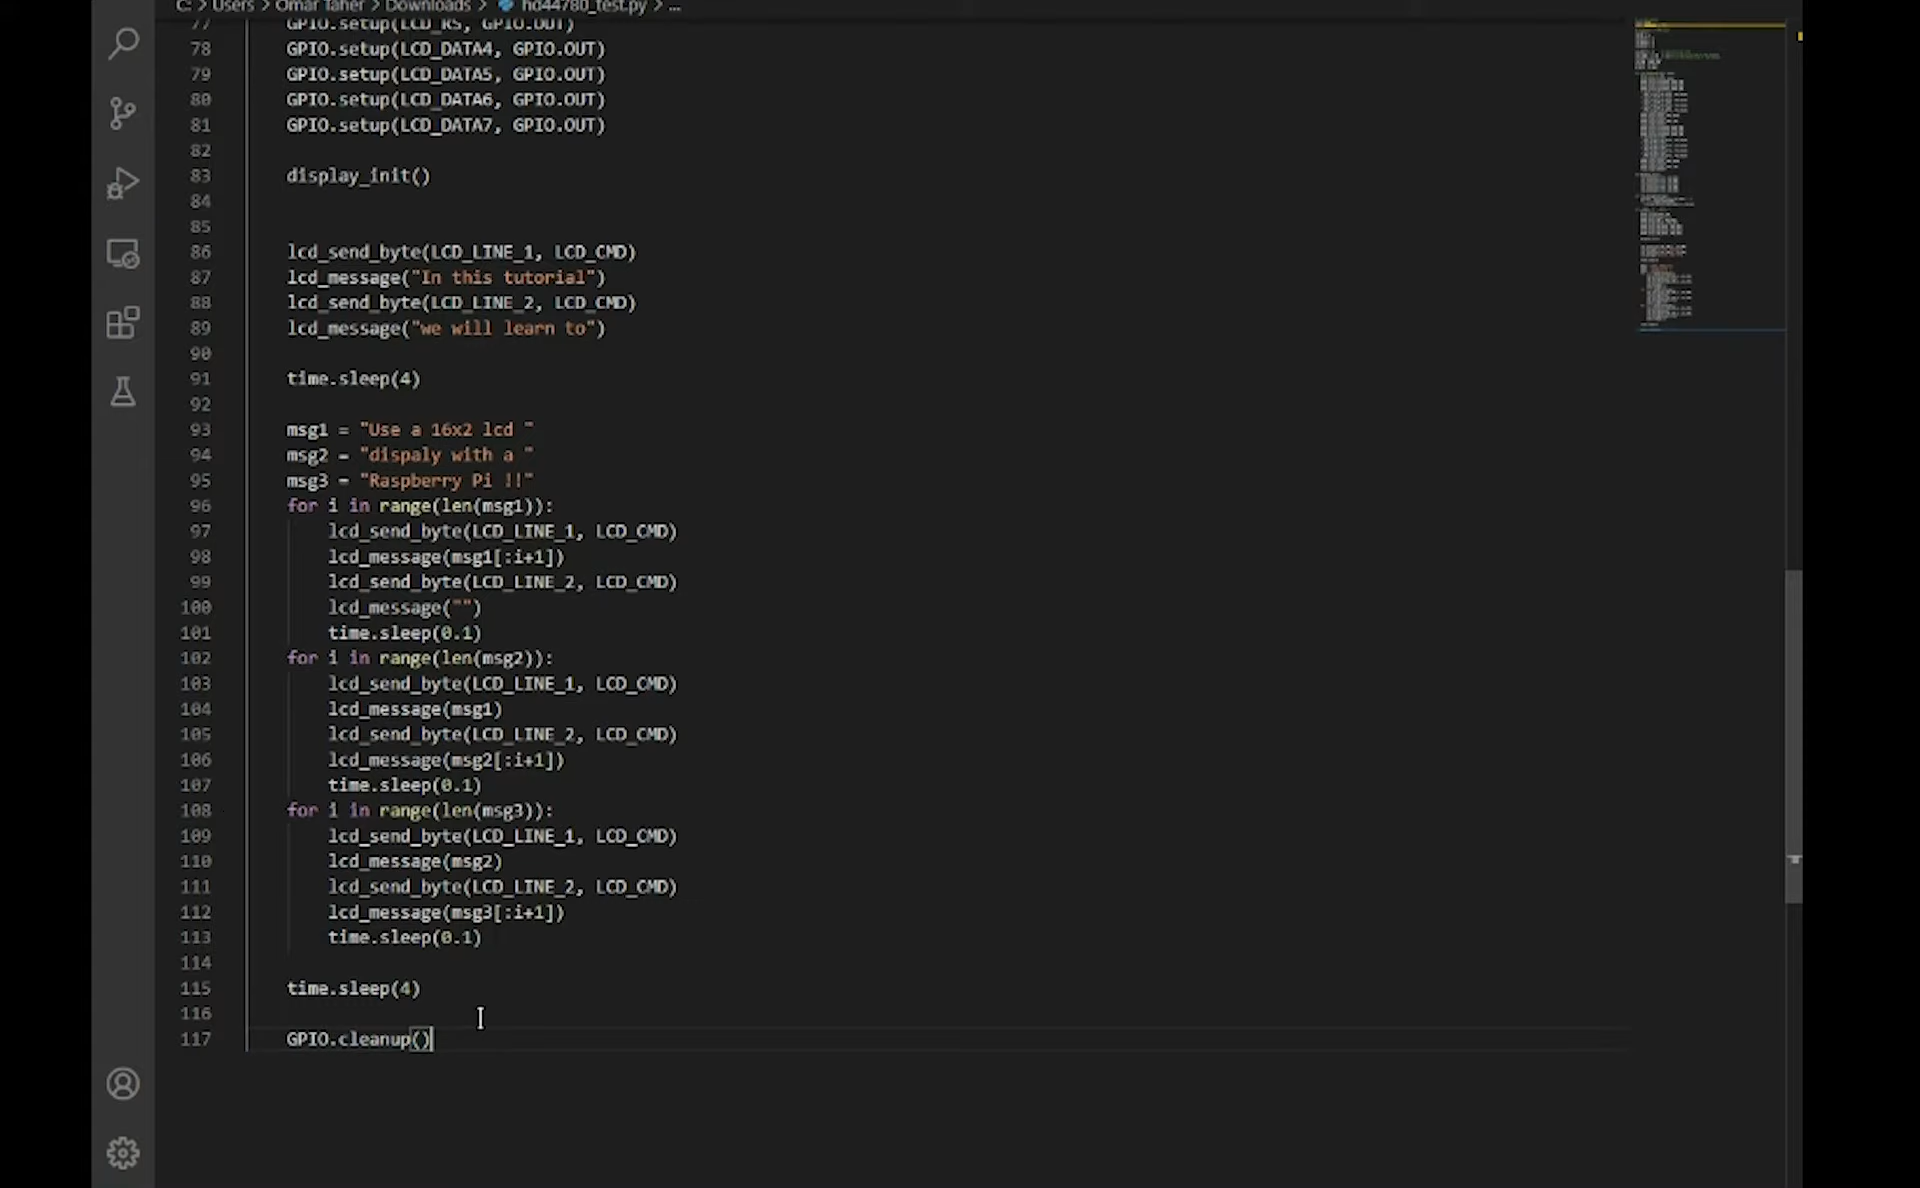 C: > Users > Omar Taher > Downloads > hd44780_test.py > ...
77 GPIO.setup(LCD_RS, GPIO.OUT)
78 GPIO.setup(LCD_DATA4, GPIO.OUT)
79 GPIO.setup(LCD_DATA5, GPIO.OUT)
80 GPIO.setup(LCD_DATA6, GPIO.OUT)
81 GPIO.setup(LCD_DATA7, GPIO.OUT)
82
83 display_init()
84
85
86 lcd_send_byte(LCD_LINE_1, LCD_CMD)
87 lcd_message("In this tutorial")
88 lcd_send_byte(LCD_LINE_2, LCD_CMD)
89 lcd_message("we will learn to")
90
91 time.sleep(4)
92
93 msg1 = "Use a 16x2 lcd "
94 msg2 = "dispaly with a "
95 msg3 = "Raspberry Pi !!"
96 for i in range(len(msg1)):
97 lcd_send_byte(LCD_LINE_1, LCD_CMD)
98 lcd_message(msg1[:i+1])
99 lcd_send_byte(LCD_LINE_2, LCD_CMD)
100 lcd_message("")
101 time.sleep(0.1)
102 for i in range(len(msg2)):
103 lcd_send_byte(LCD_LINE_1, LCD_CMD)
104 lcd_message(msg1)
105 lcd_send_byte(LCD_LINE_2, LCD_CMD)
106 lcd_message(msg2[:i+1])
107 time.sleep(0.1)
108 for i in range(len(msg3)):
109 lcd_send_byte(LCD_LINE_1, LCD_CMD)
110 lcd_message(msg2)
111 lcd_send_byte(LCD_LINE_2, LCD_CMD)
112 lcd_message(msg3[:i+1])
113 time.sleep(0.1)
114
115 time.sleep(4)
116
117 GPIO.cleanup()